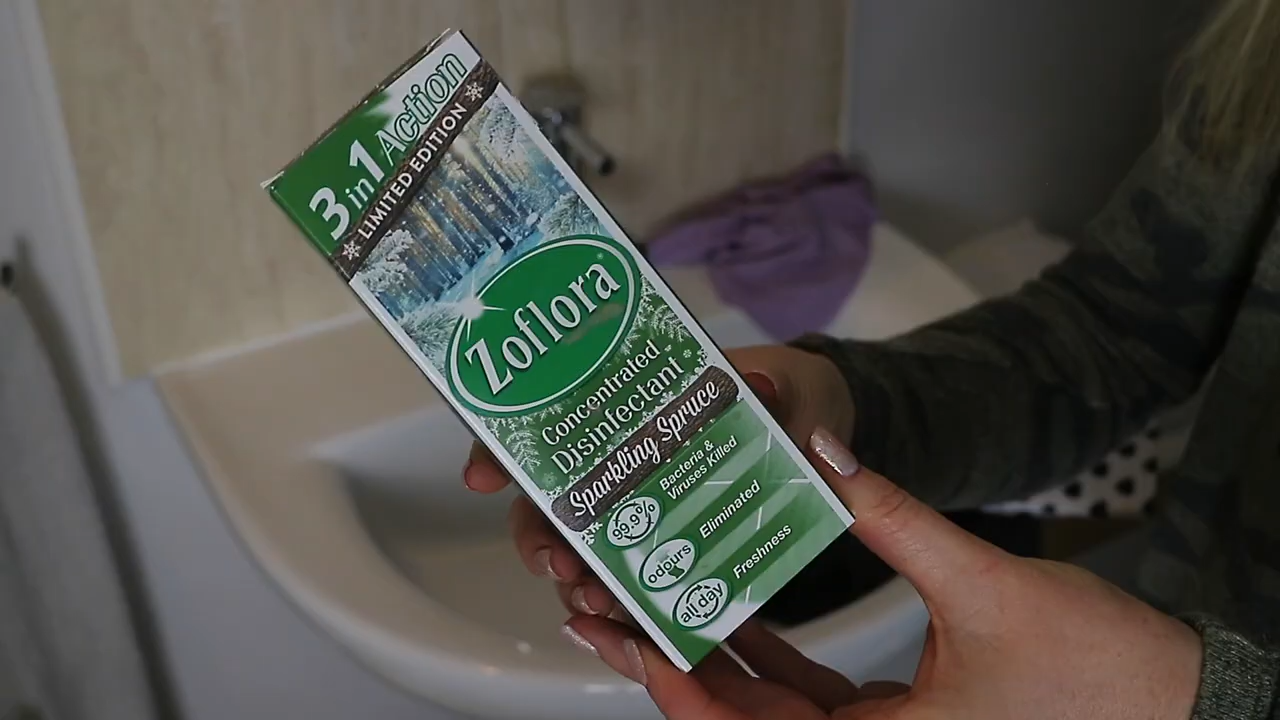 3 in 1 Action
LIMITED EDITION
Zoflora
Concentrated
Disinfectant
Sparkling Spruce
99.9%
Bacteria &
Viruses Killed
odours
Eliminated
all day
Freshness